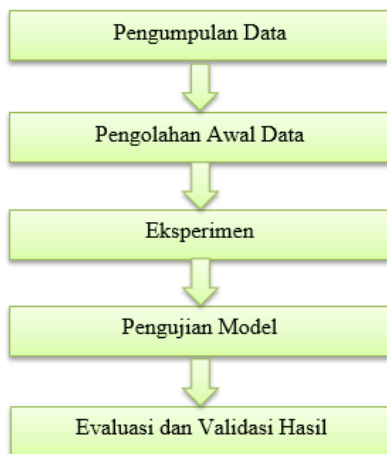 Pengumpulan Data
Pengolahan Awal Data
Eksperimen
Pengujian Model
Evaluasi dan Validasi Hasil